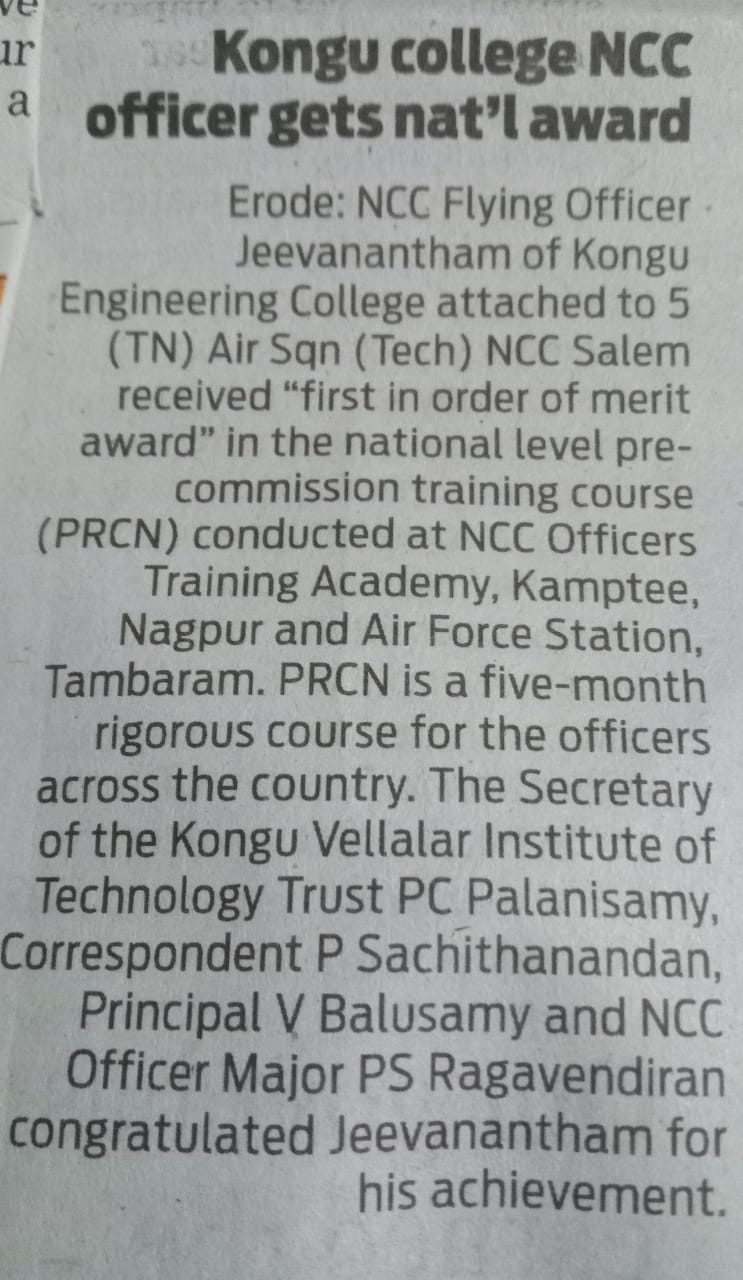 ve
ur
a
Kongu college NCC
officer gets nat’l award
Erode: NCC Flying Officer
Jeevanantham of Kongu
Engineering College attached to 5
(TN) Air Sqn (Tech) NCC Salem
received “first in order of merit
award” in the national level pre-
commission training course
(PRCN) conducted at NCC Officers
Training Academy, Kamptee,
Nagpur and Air Force Station,
Tambaram. PRCN is a five-month
rigorous course for the officers
across the country. The Secretary
of the Kongu Vellalar Institute of
Technology Trust PC Palanisamy,
Correspondent P Sachithanandan,
Principal V Balusamy and NCC
Officer Major PS Ragavendiran
congratulated Jeevanantham for
his achievement.